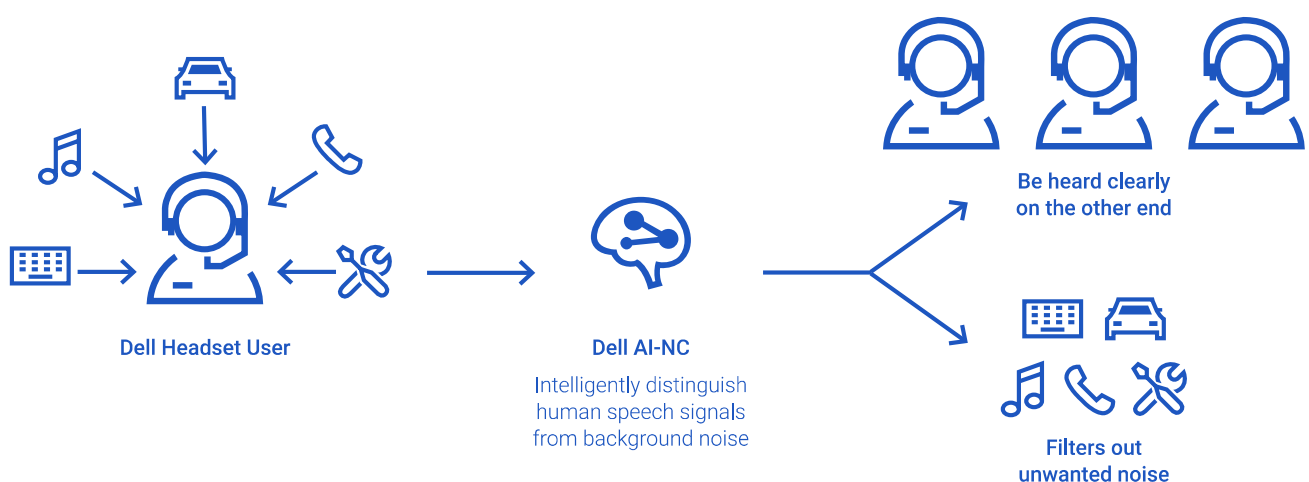 Dell Headset User
Dell AI-NC
Intelligently distinguish
human speech signals
from background noise
Be heard clearly
on the other end
Filters out
unwanted noise